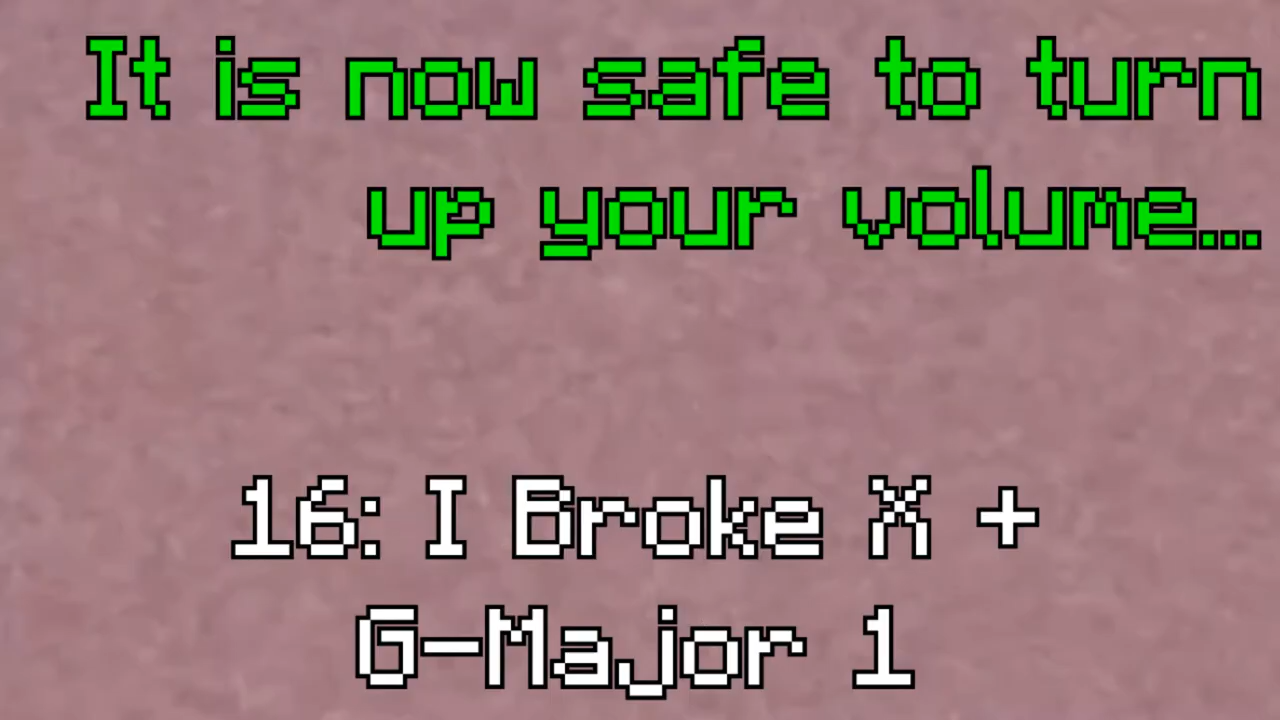 It is now safe to turn
up your volume...
16: I Broke X +
G-Major 1